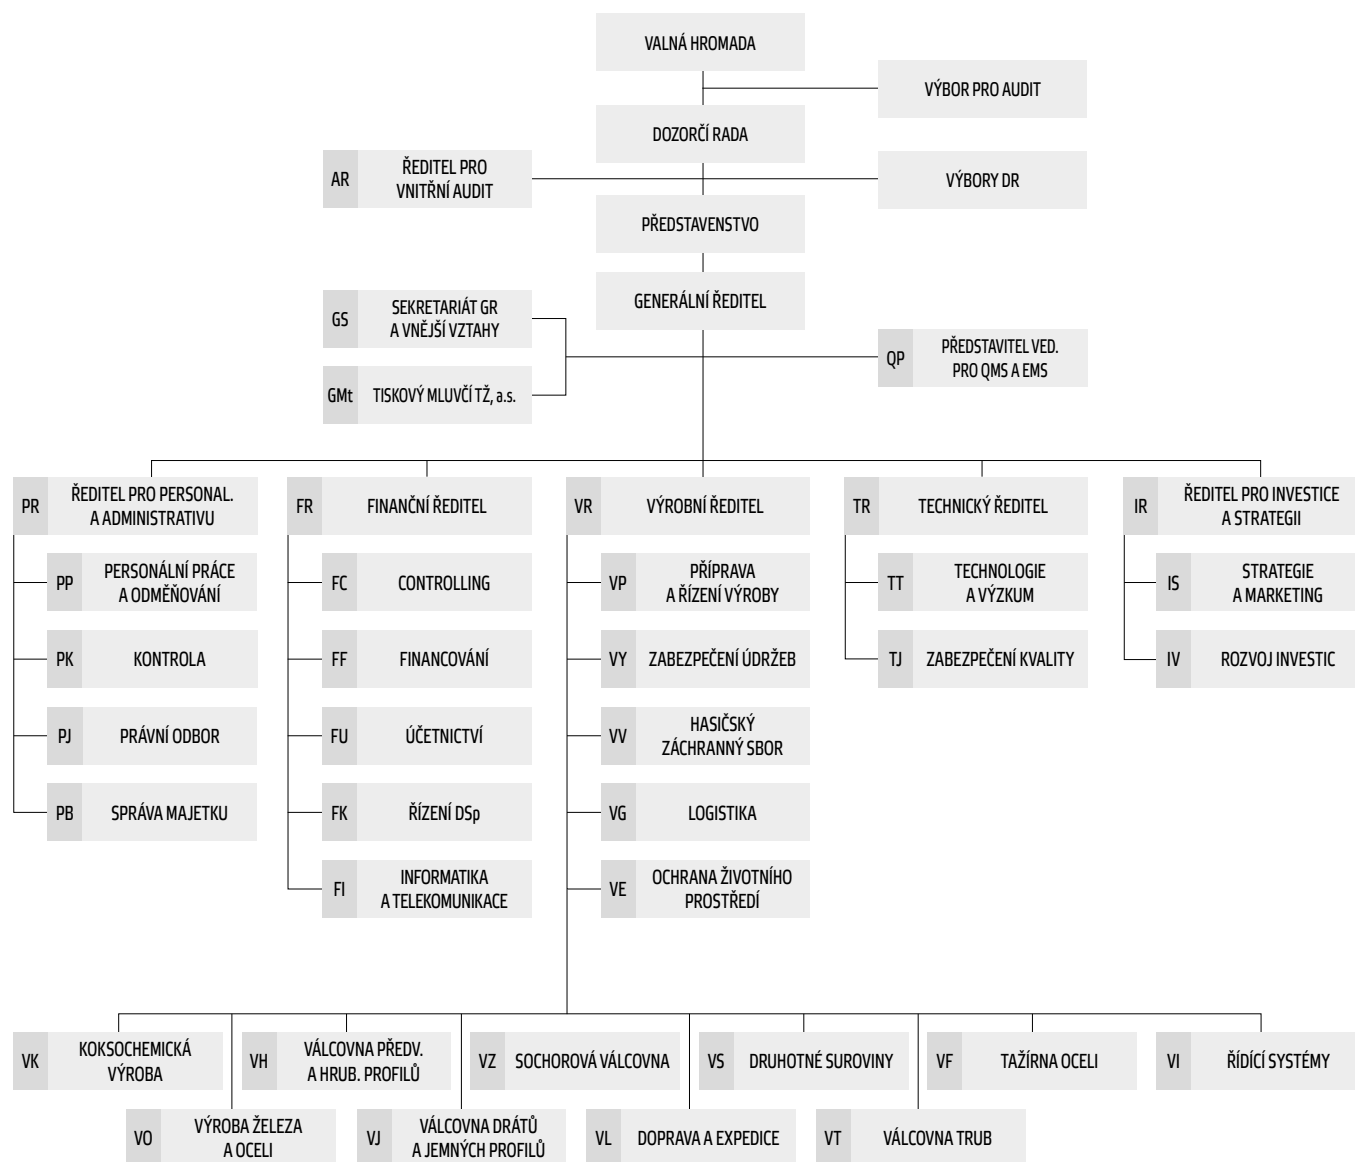 VALNÁ HROMADA
VÝBOR PRO AUDIT
DOZORČÍ RADA
AR
ŘEDITEL PRO
VNITŘNÍ AUDIT
VÝBORY DR
PŘEDSTAVENSTVO
GENERÁLNÍ ŘEDITEL
GS
SEKRETARIÁT GR
A VNĚJŠÍ VZTAHY
QP
PŘEDSTAVITEL VED.
PRO QMS A EMS
GMt
TISKOVÝ MLUVČÍ TŽ, a.s.
PR
ŘEDITEL PRO PERSONAL.
A ADMINISTRATIVU
FR
FINANČNÍ ŘEDITEL
VR
VÝROBNÍ ŘEDITEL
TR
TECHNICKÝ ŘEDITEL
IR
ŘEDITEL PRO INVESTICE
A STRATEGII
PP
PERSONÁLNÍ PRÁCE
A ODMĚŇOVÁNÍ
FC
CONTROLLING
VP
PŘÍPRAVA
A ŘÍZENÍ VÝROBY
TT
TECHNOLOGIE
A VÝZKUM
IS
STRATEGIE
A MARKETING
PK
KONTROLA
FF
FINANCOVÁNÍ
VY
ZABEZPEČENÍ ÚDRŽEB
TJ
ZABEZPEČENÍ KVALITY
IV
ROZVOJ INVESTIC
PJ
PRÁVNÍ ODBOR
FU
ÚČETNICTVÍ
VV
HASIČSKÝ
ZÁCHRANNÝ SBOR
PB
SPRÁVA MAJETKU
FK
ŘÍZENÍ DSp
VG
LOGISTIKA
FI
INFORMATIKA
A TELEKOMUNIKACE
VE
OCHRANA ŽIVOTNÍHO
PROSTŘEDÍ
VK
KOKSOCHEMICKÁ
VÝROBA
VH
VÁLCOVNA PŘEDV.
A HRUB. PROFILŮ
VZ
SOCHOROVÁ VÁLCOVNA
VS
DRUHOTNÉ SUROVINY
VF
TAŽÍRNA OCELI
VI
ŘÍDÍCÍ SYSTÉMY
VO
VÝROBA ŽELEZA
A OCELI
VJ
VÁLCOVNA DRÁTŮ
A JEMNÝCH PROFILŮ
VL
DOPRAVA A EXPEDICE
VT
VÁLCOVNA TRUB